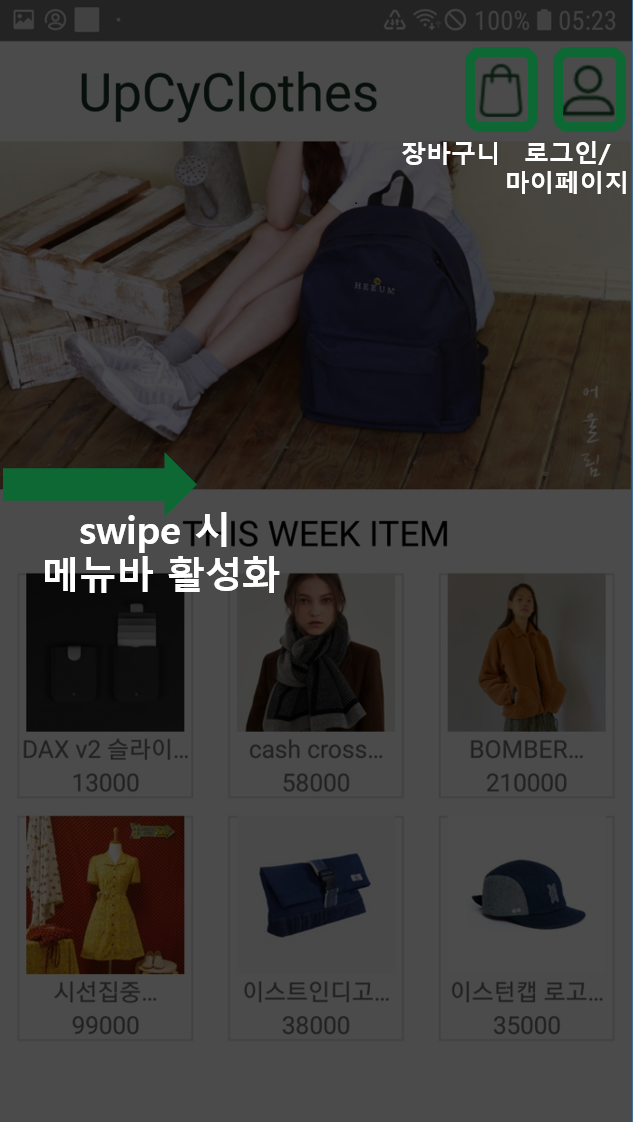 100% 05:23
UpCyClothes
장바구니
로그인/
마이페이지
HEEUM
어
울
림
swipe 시
메뉴바 활성화
THIS WEEK ITEM
DAX v2 슬라이...
13000
cash cross...
58000
BOMBER...
210000
시선집중...
99000
이스트인디고...
38000
이스턴캡 로고...
35000